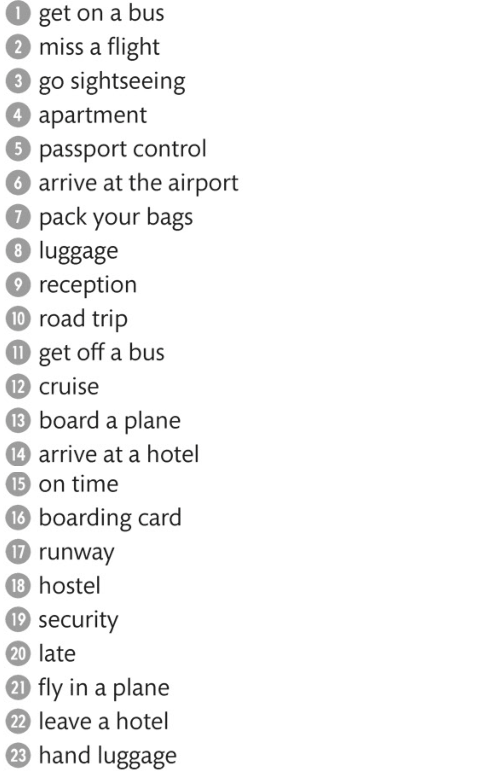 1 get on a bus
2 miss a flight
3 go sightseeing
4 apartment
5 passport control
6 arrive at the airport
7 pack your bags
8 luggage
9 reception
10 road trip
11 get off a bus
12 cruise
13 board a plane
14 arrive at a hotel
15 on time
16 boarding card
17 runway
18 hostel
19 security
20 late
21 fly in a plane
22 leave a hotel
23 hand luggage